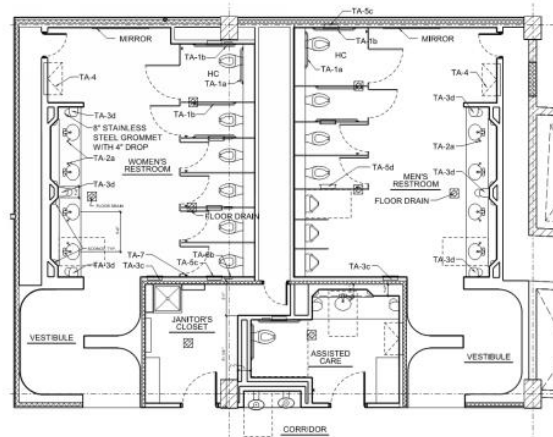 TA-5c
MIRROR
TA-1b
TA-1b
MIRROR
HC
HC
TA-1a
TA-1a
TA-4
TA-4
TA-3d
TA-1b
TA-3d
8" STAINLESS
STEEL GROMMET
WITH 4" DROP
TA-2a
TA-2a
WOMEN'S
RESTROOM
TA-3d
TA-5d
TA-3d
MEN'S
RESTROOM
FLOOR DRAIN
FLOOR DRAIN
FLOOR DRAIN
TA-7
TA-6b
TA-3d
TA-3c
TA-5c
TA-3c
TA-3d
JANITOR'S
CLOSET
VESTIBULE
ASSISTED
CARE
VESTIBULE
CORRIDOR